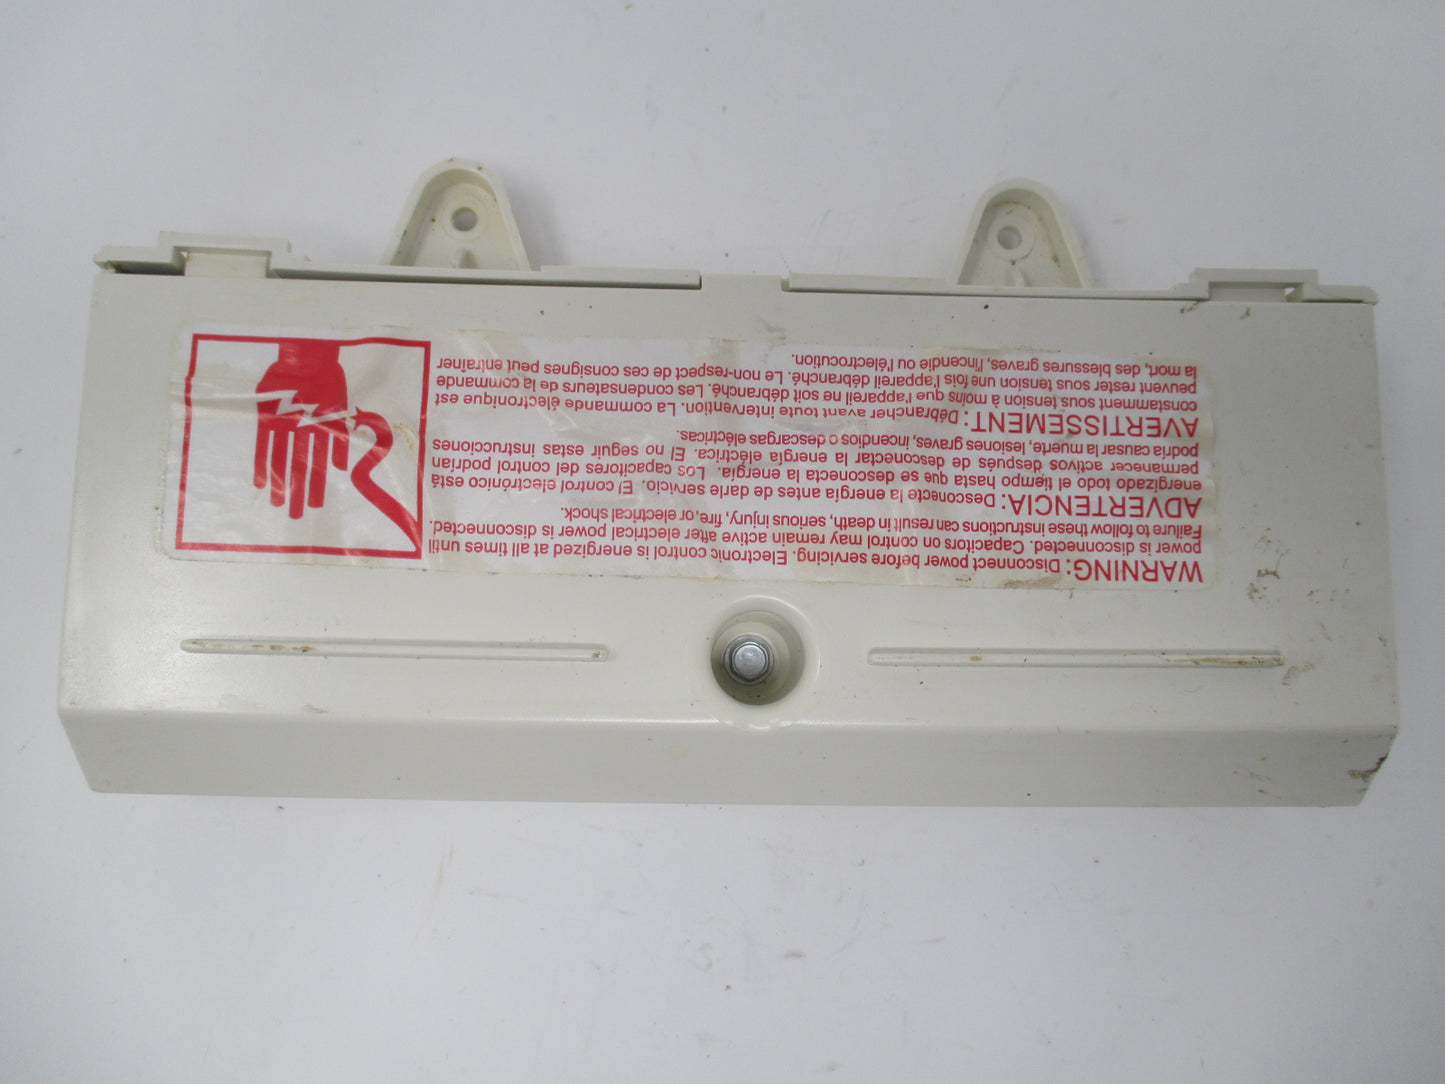 WARNING: Disconnect power before servicing. Electronic control is energized at all times until
power is disconnected. Capacitors on control may remain active after electrical power is disconnected.
Failure to follow these instructions can result in death, serious injury, fire, or electrical shock.
ADVERTENCIA: Desconecte la energía antes de darle servicio. El control electrónico está
energizado todo el tiempo hasta que se desconecta la energía. Los capacitores del control podrían
permanecer activos después de desconectar la energía eléctrica. El no seguir estas instrucciones
podría causar la muerte, lesiones graves, incendios o descargas eléctricas.
AVERTISSEMENT: Débrancher avant toute intervention. La commande électronique est
constamment sous tension à moins que l'appareil ne soit débranché. Les condensateurs de la commande
peuvent rester sous tension une fois l'appareil débranché. Le non-respect de ces consignes peut entraîner
la mort, des blessures graves, l'incendie ou l'électrocution.